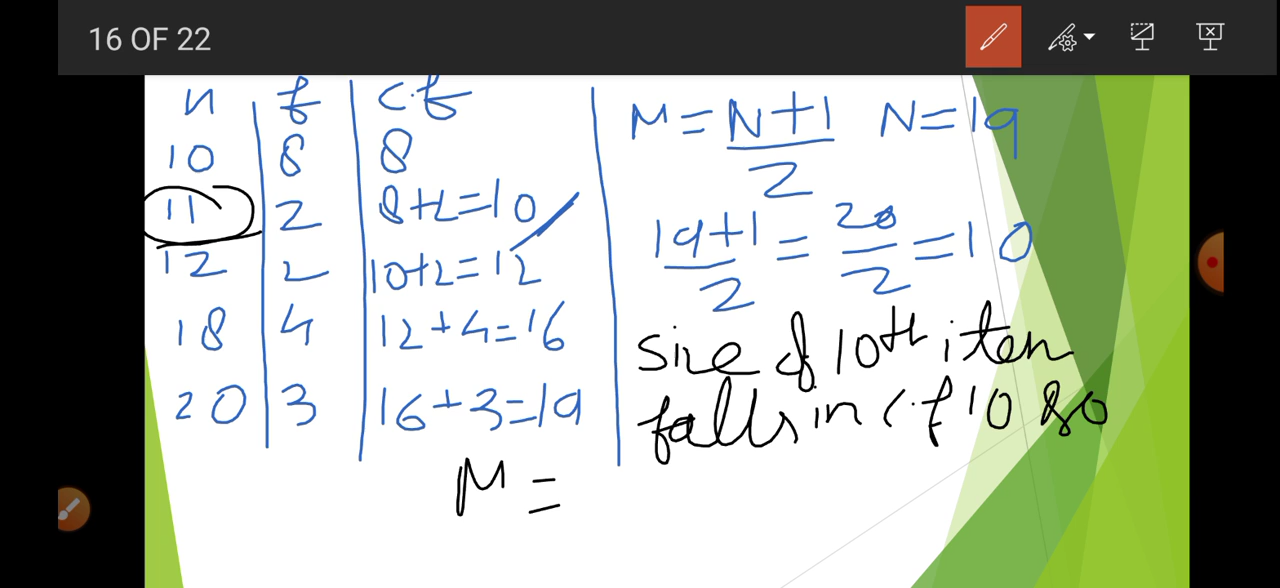 16 OF 22
x f c.f
10 8 8
11 2 8+2=10
12 2 10+2=12
18 4 12+4=16
20 3 16+3=19
M = N+1/2 N=19
19+1/2 = 20/2 = 10
size of 10th item
falls in c.f 10 so
M =